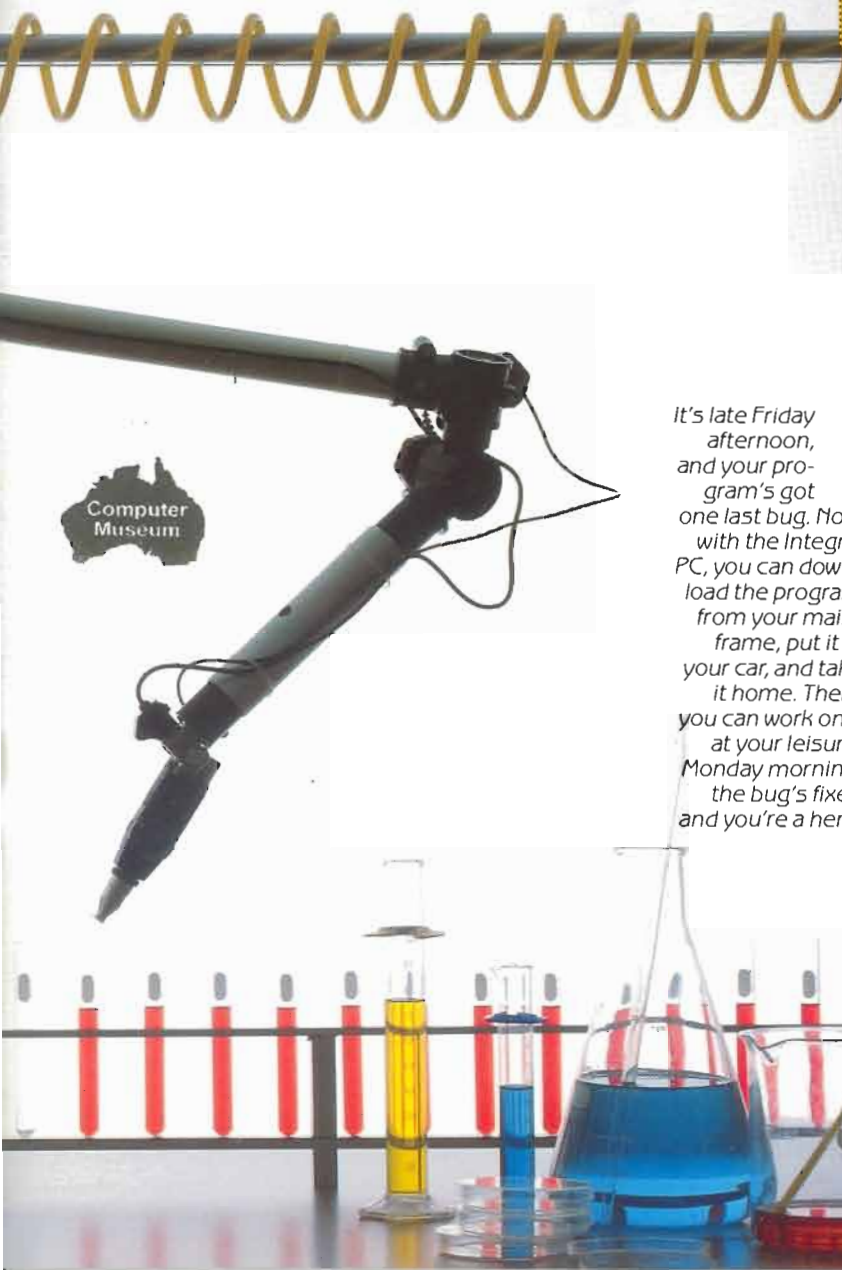 Computer
Museum
It's late Friday
afternoon,
and your pro-
gram's got
one last bug. No
with the Integr
PC, you can dow
load the progra
from your mai
frame, put it
your car, and tak
it home. The
you can work on
at your leisur
Monday mornin
the bug's fixe
and you're a her